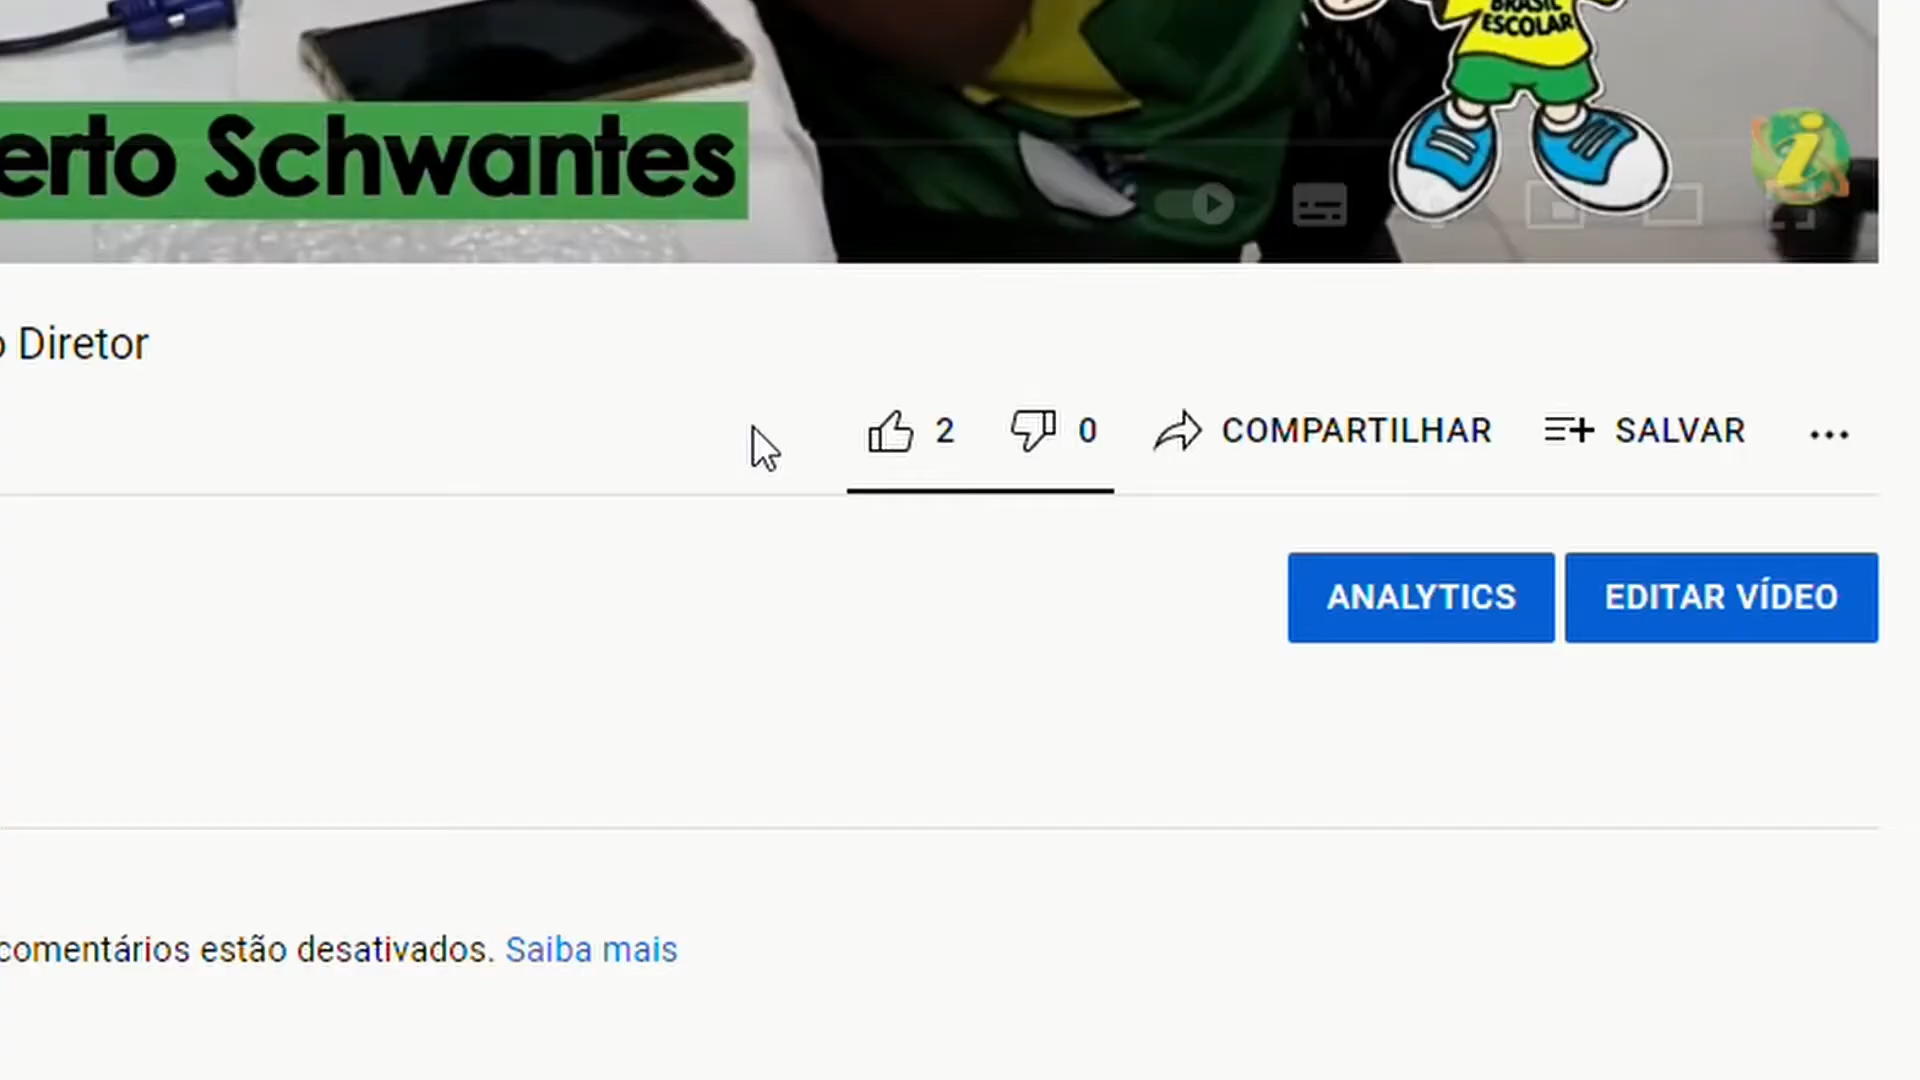 BRASIL
ESCOLAR
erto Schwantes
o Diretor
2 0 COMPARTILHAR SALVAR ...
ANALYTICS EDITAR VÍDEO
comentários estão desativados. Saiba mais